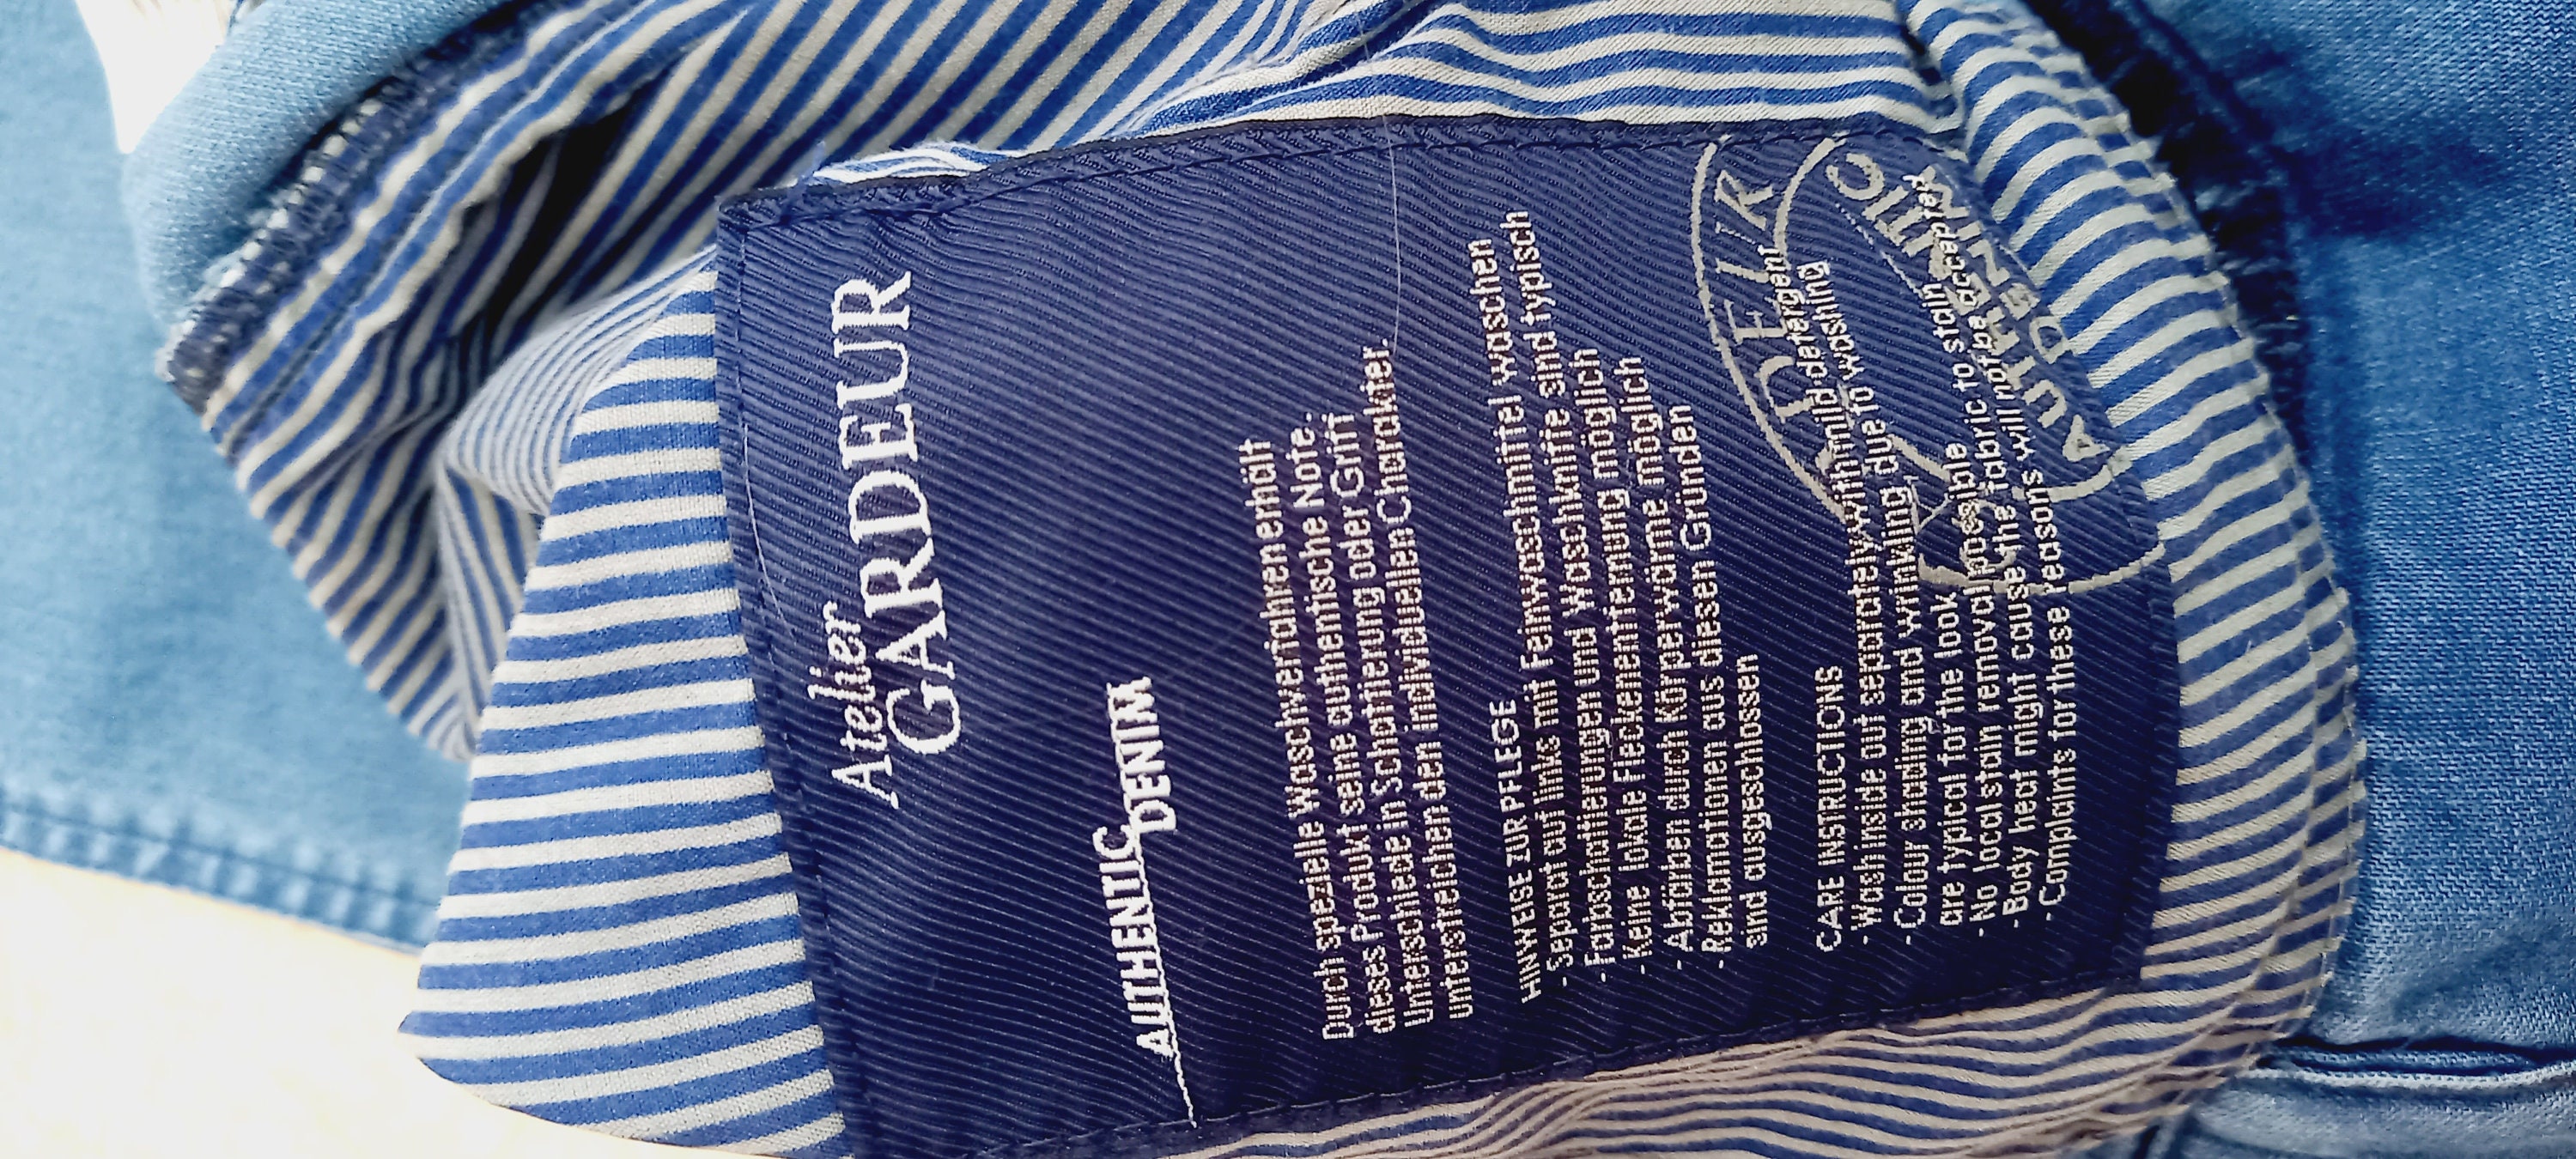 Atelier
GARDEUR
AUTHENTIC
DENIM
Durch spezielle Waschverfahren erhält
dieses Produkt seine authentische Note.
Unterschiede in Schattierung oder Griff
unterstreichen den individuellen Charakter.
HINWEISE ZUR PFLEGE
- Separat auf links mit Feinwaschmittel waschen
- Farbschattierungen und Waschkniffe sind typisch
- Keine lokale Fleckenentfernung möglich
- Abfärben durch Körperwärme möglich
- Reklamationen aus diesen Gründen
sind ausgeschlossen
CARE INSTRUCTIONS
- Wash inside out separately with mild detergent
- Colour shading and wrinkling due to washing
are typical for the look
- No local stain removal possible
- Body heat might cause the fabric to stain
- Complaints for these reasons will not be accepted
DEUR
AUTHENTIC